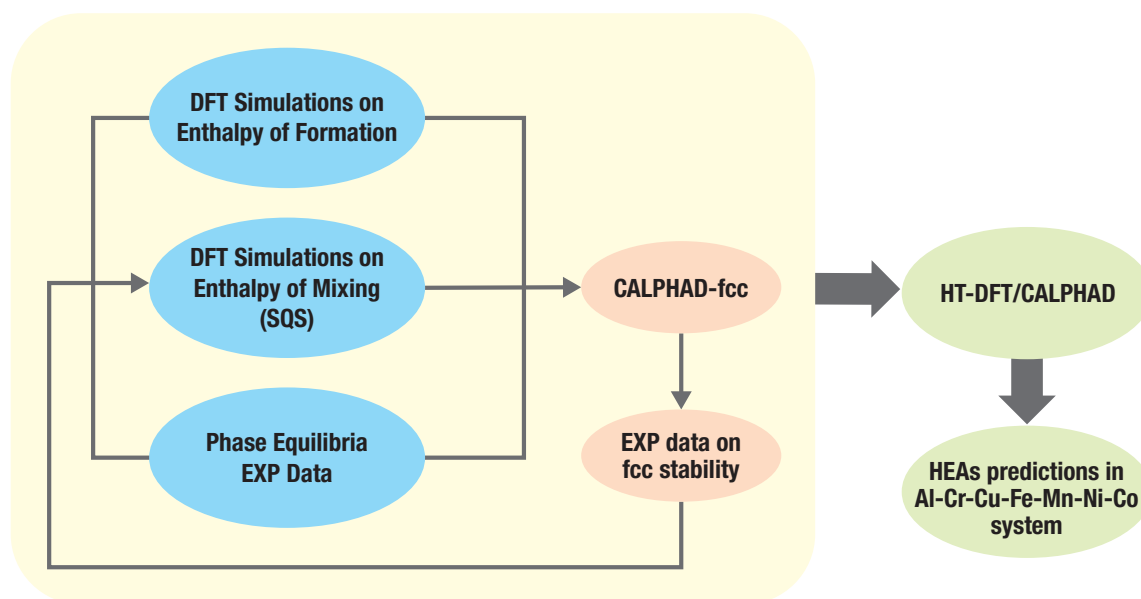 DFT Simulations on
Enthalpy of Formation
DFT Simulations on
Enthalpy of Mixing
(SQS)
Phase Equilibria
EXP Data
CALPHAD-fcc
EXP data on
fcc stability
HT-DFT/CALPHAD
HEAs predictions in
Al-Cr-Cu-Fe-Mn-Ni-Co
system